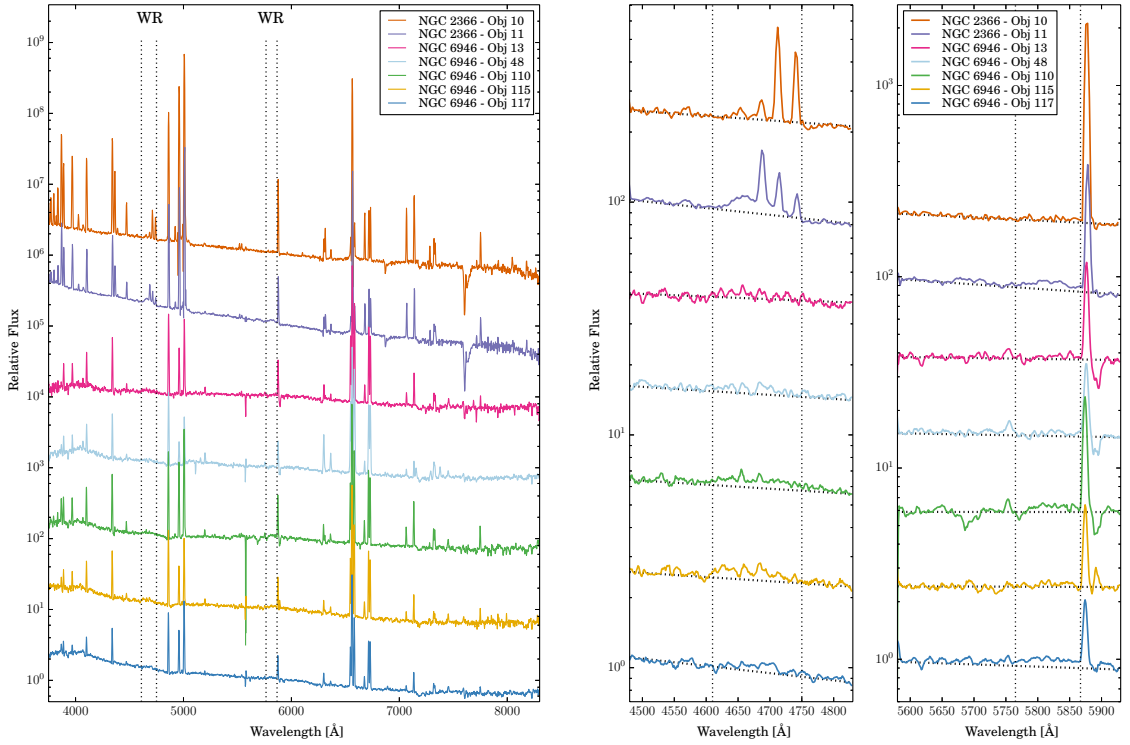 WR
WR
10⁹
10⁸
10⁷
10⁶
10⁵
10⁴
10³
10²
10¹
10⁰
Relative Flux
4000
5000
6000
7000
8000
Wavelength [Å]
NGC 2366 - Obj 10
NGC 2366 - Obj 11
NGC 6946 - Obj 13
NGC 6946 - Obj 48
NGC 6946 - Obj 110
NGC 6946 - Obj 115
NGC 6946 - Obj 117
10²
10¹
10⁰
Relative Flux
4500
4550
4600
4650
4700
4750
4800
Wavelength [Å]
NGC 2366 - Obj 10
NGC 2366 - Obj 11
NGC 6946 - Obj 13
NGC 6946 - Obj 48
NGC 6946 - Obj 110
NGC 6946 - Obj 115
NGC 6946 - Obj 117
10³
10²
10¹
10⁰
5600
5650
5700
5750
5800
5850
5900
Wavelength [Å]